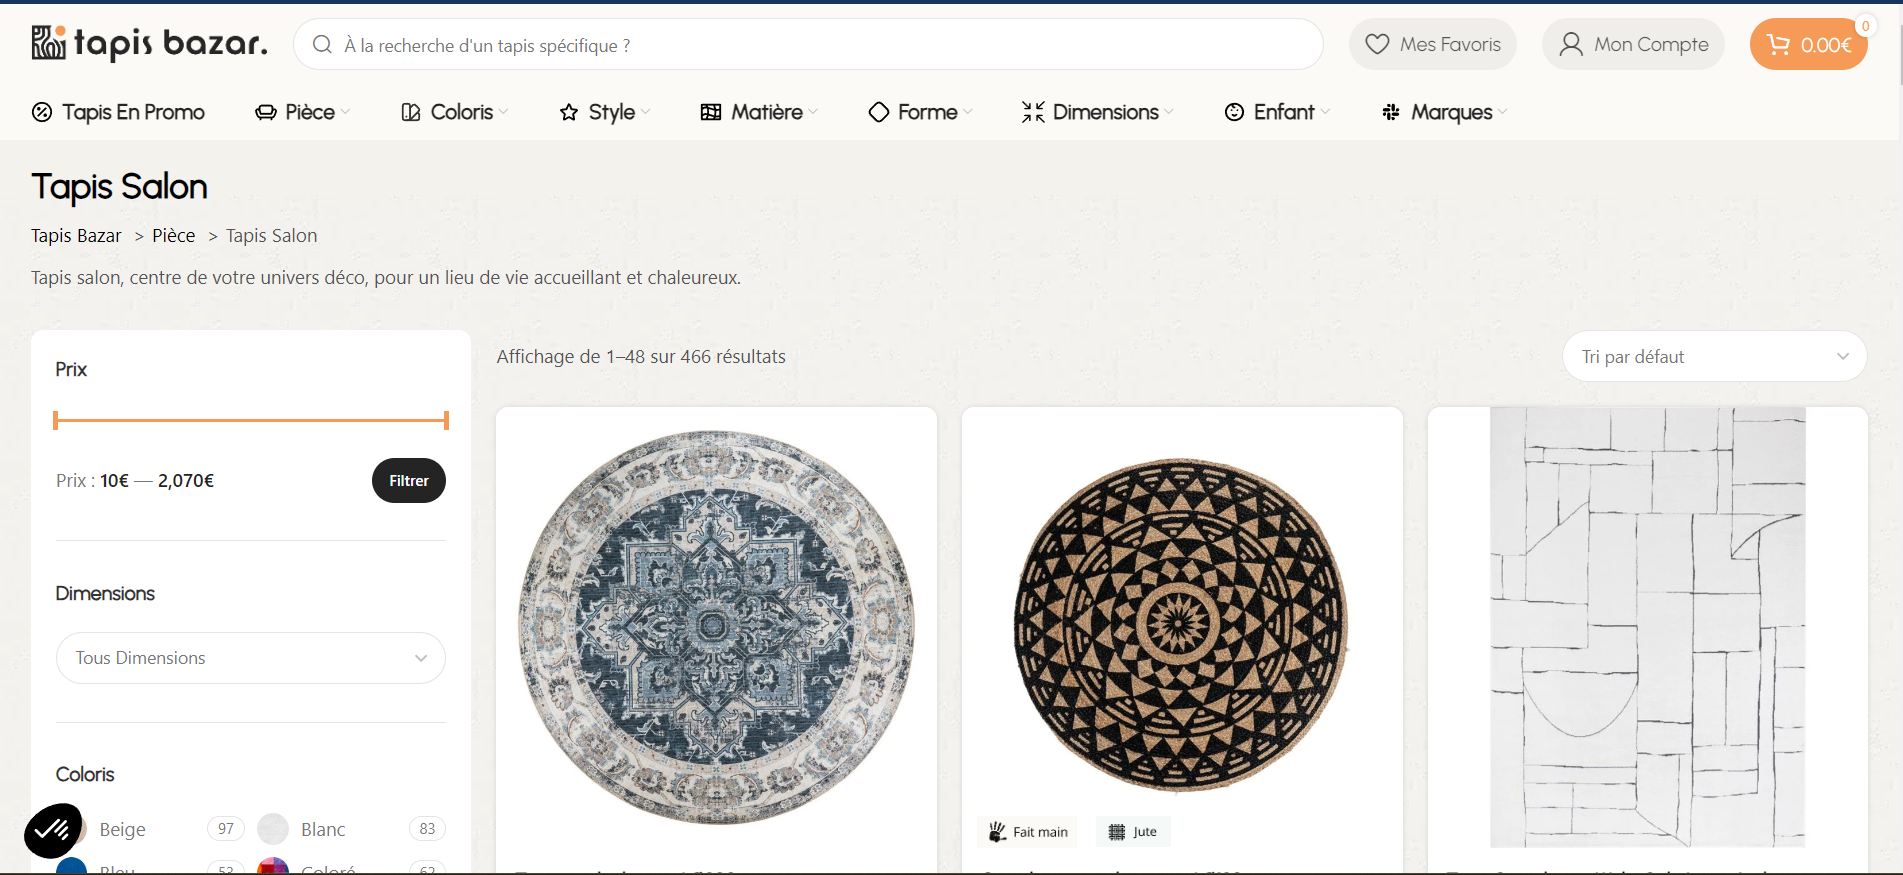 tapis bazar.
À la recherche d'un tapis spécifique ?
Mes Favoris
Mon Compte
0.00€
0
Tapis En Promo
Pièce
Coloris
Style
Matière
Forme
Dimensions
Enfant
Marques
Tapis Salon
Tapis Bazar > Pièce > Tapis Salon
Tapis salon, centre de votre univers déco, pour un lieu de vie accueillant et chaleureux.
Prix
Prix : 10€ — 2,070€
Filtrer
Dimensions
Tous Dimensions
Coloris
Beige 97
Blanc 83
Bleu 53
Coloré 62
Affichage de 1–48 sur 466 résultats
Tri par défaut
Fait main
Jute